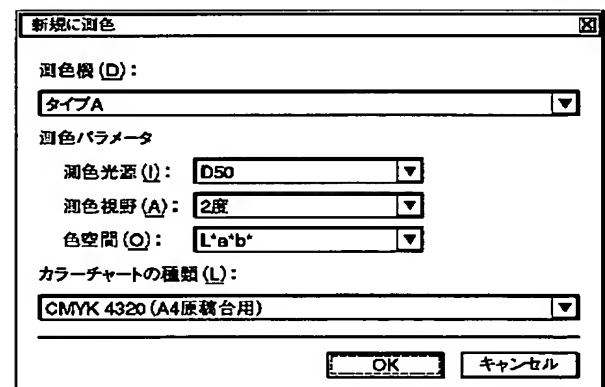 新規に測色
測色機(D):
タイプA
測色パラメータ
測色光源(I): D50
測色視野(A): 2度
色空間(O): L*a*b*
カラーチャートの種類(L):
CMYK 4320(A4原稿台用)
OK キャンセル